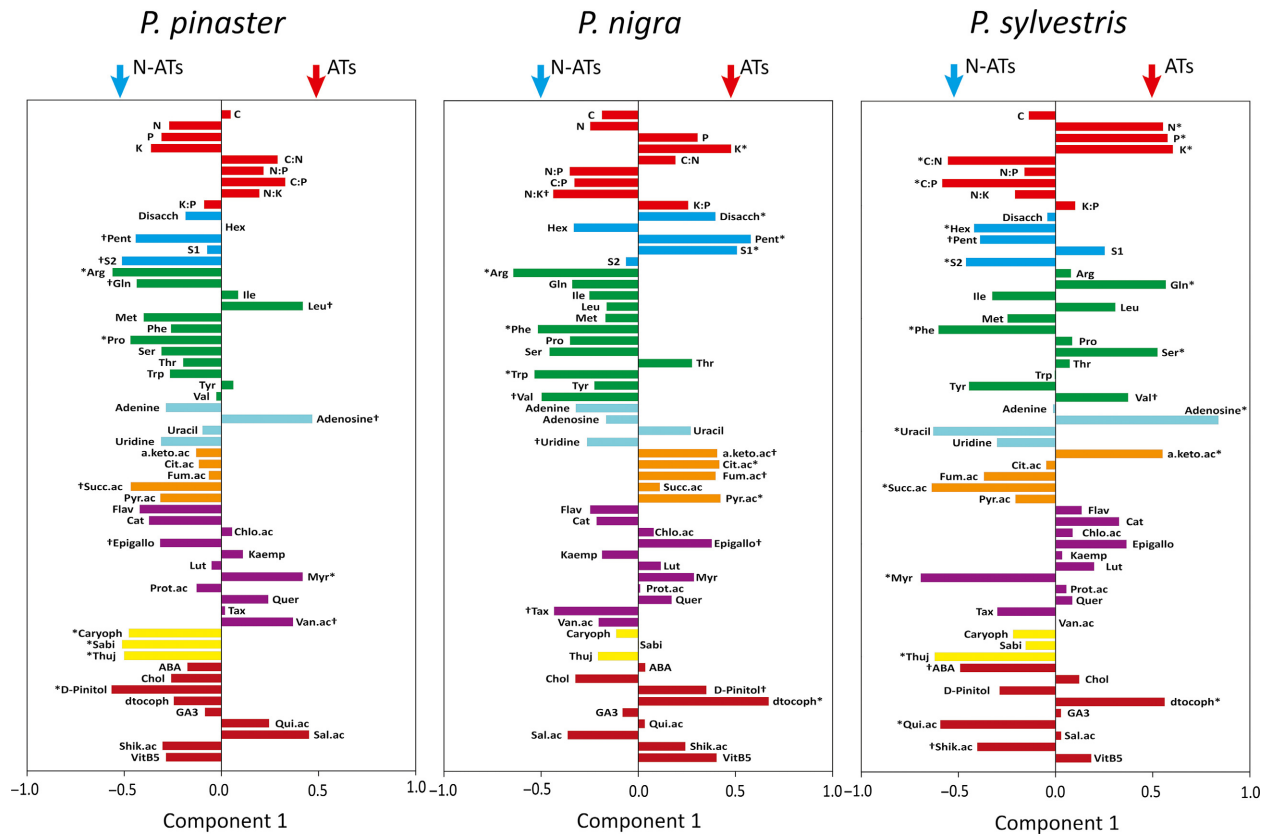 P. pinaster
N-ATs
ATs
C
N
P
K
C:N
N:P
C:P
N:K
K:P
Disacch
Hex
†Pent
S1
†S2
*Arg
†Gln
Ile
Leu†
Met
Phe
*Pro
Ser
Thr
Trp
Tyr
Val
Adenine
Adenosine†
Uracil
Uridine
a.keto.ac
Cit.ac
Fum.ac
†Succ.ac
Pyr.ac
Flav
Cat
Chlo.ac
†Epigallo
Kaemp
Lut
Myr*
Prot.ac
Quer
Tax
Van.ac†
*Caryoph
*Sabi
*Thuj
ABA
Chol
*D-Pinitol
dtocoph
GA3
Qui.ac
Sal.ac
Shik.ac
VitB5
−1.0 −0.5 0.0 0.5 1.0
Component 1
P. nigra
N-ATs
ATs
C
N
P
K*
C:N
N:P
C:P
N:K†
K:P
Disacch*
Hex
Pent*
S1*
S2
*Arg
Gln
Ile
Leu
Met
*Phe
Pro
Ser
Thr
*Trp
Tyr
†Val
Adenine
Adenosine
Uracil
†Uridine
a.keto.ac†
Cit.ac*
Fum.ac†
Succ.ac
Pyr.ac*
Flav
Cat
Chlo.ac
Epigallo†
Kaemp
Lut
Myr
Prot.ac
Quer
†Tax
Van.ac
Caryoph
Sabi
Thuj
ABA
Chol
D-Pinitol†
dtocoph*
GA3
Qui.ac
Sal.ac
Shik.ac
VitB5
−0.5 0.0 0.5 1.0
Component 1
P. sylvestris
N-ATs
ATs
C
N*
P*
K*
*C:N
N:P
*C:P
N:K
K:P
Disacch
*Hex
†Pent
S1
*S2
Arg
Gln*
Ile
Leu
Met
*Phe
Pro
Ser*
Thr
Trp
Tyr
Val†
Adenine
Adenosine*
*Uracil
Uridine
a.keto.ac*
Cit.ac
Fum.ac
*Succ.ac
Pyr.ac
Flav
Cat
Chlo.ac
Epigallo
Kaemp
Lut
*Myr
Prot.ac
Quer
Tax
Van.ac
Caryoph
Sabi
*Thuj
†ABA
Chol
D-Pinitol
dtocoph*
GA3
*Qui.ac
Sal.ac
†Shik.ac
VitB5
−1.0 −0.5 0.0 0.5 1.0
Component 1